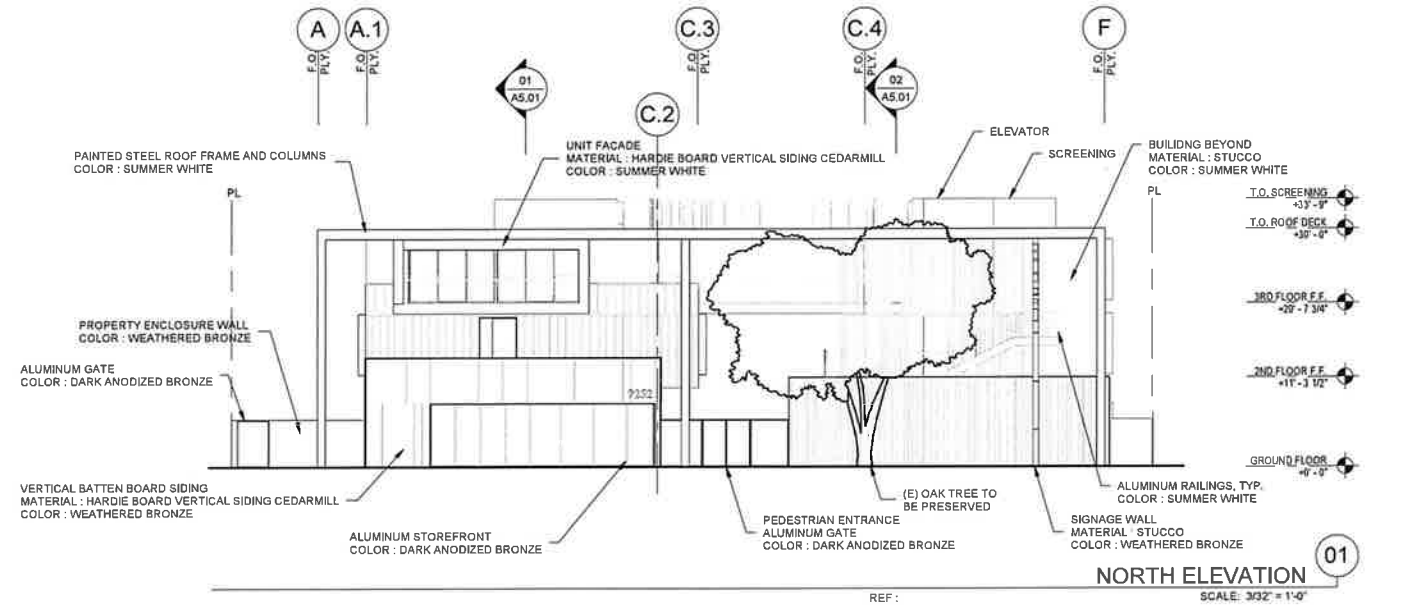 A
A.1
C.3
C.4
F
F.O.
PLY.
F.O.
PLY.
F.O.
PLY.
F.O.
PLY.
F.O.
PLY.
01
A5.01
02
A5.01
C.2
ELEVATOR
SCREENING
UNIT FACADE
MATERIAL : HARDIE BOARD VERTICAL SIDING CEDARMILL
COLOR : SUMMER WHITE
BUILIDNG BEYOND
MATERIAL : STUCCO
COLOR : SUMMER WHITE
PAINTED STEEL ROOF FRAME AND COLUMNS
COLOR : SUMMER WHITE
PL
PL
T.O. SCREENING
+33' - 9"
T.O. ROOF DECK
+30' - 0"
3RD FLOOR F.F.
+20' - 7 3/4"
PROPERTY ENCLOSURE WALL
COLOR : WEATHERED BRONZE
ALUMINUM GATE
COLOR : DARK ANODIZED BRONZE
2ND FLOOR F.F.
+11' - 3 1/2"
9252
GROUND FLOOR
+0' - 0"
VERTICAL BATTEN BOARD SIDING
MATERIAL : HARDIE BOARD VERTICAL SIDING CEDARMILL
COLOR : WEATHERED BRONZE
ALUMINUM STOREFRONT
COLOR : DARK ANODIZED BRONZE
PEDESTRIAN ENTRANCE
ALUMINUM GATE
COLOR : DARK ANODIZED BRONZE
(E) OAK TREE TO
BE PRESERVED
ALUMINUM RAILINGS, TYP.
COLOR : SUMMER WHITE
SIGNAGE WALL
MATERIAL : STUCCO
COLOR : WEATHERED BRONZE
01
NORTH ELEVATION
REF :
SCALE: 3/32" = 1'-0"